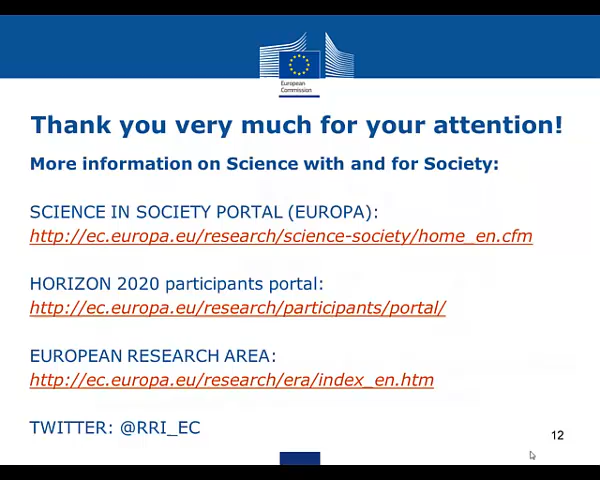 European
Commission
Thank you very much for your attention!
More information on Science with and for Society:
SCIENCE IN SOCIETY PORTAL (EUROPA):
http://ec.europa.eu/research/science-society/home_en.cfm
HORIZON 2020 participants portal:
http://ec.europa.eu/research/participants/portal/
EUROPEAN RESEARCH AREA:
http://ec.europa.eu/research/era/index_en.htm
TWITTER: @RRI_EC
12